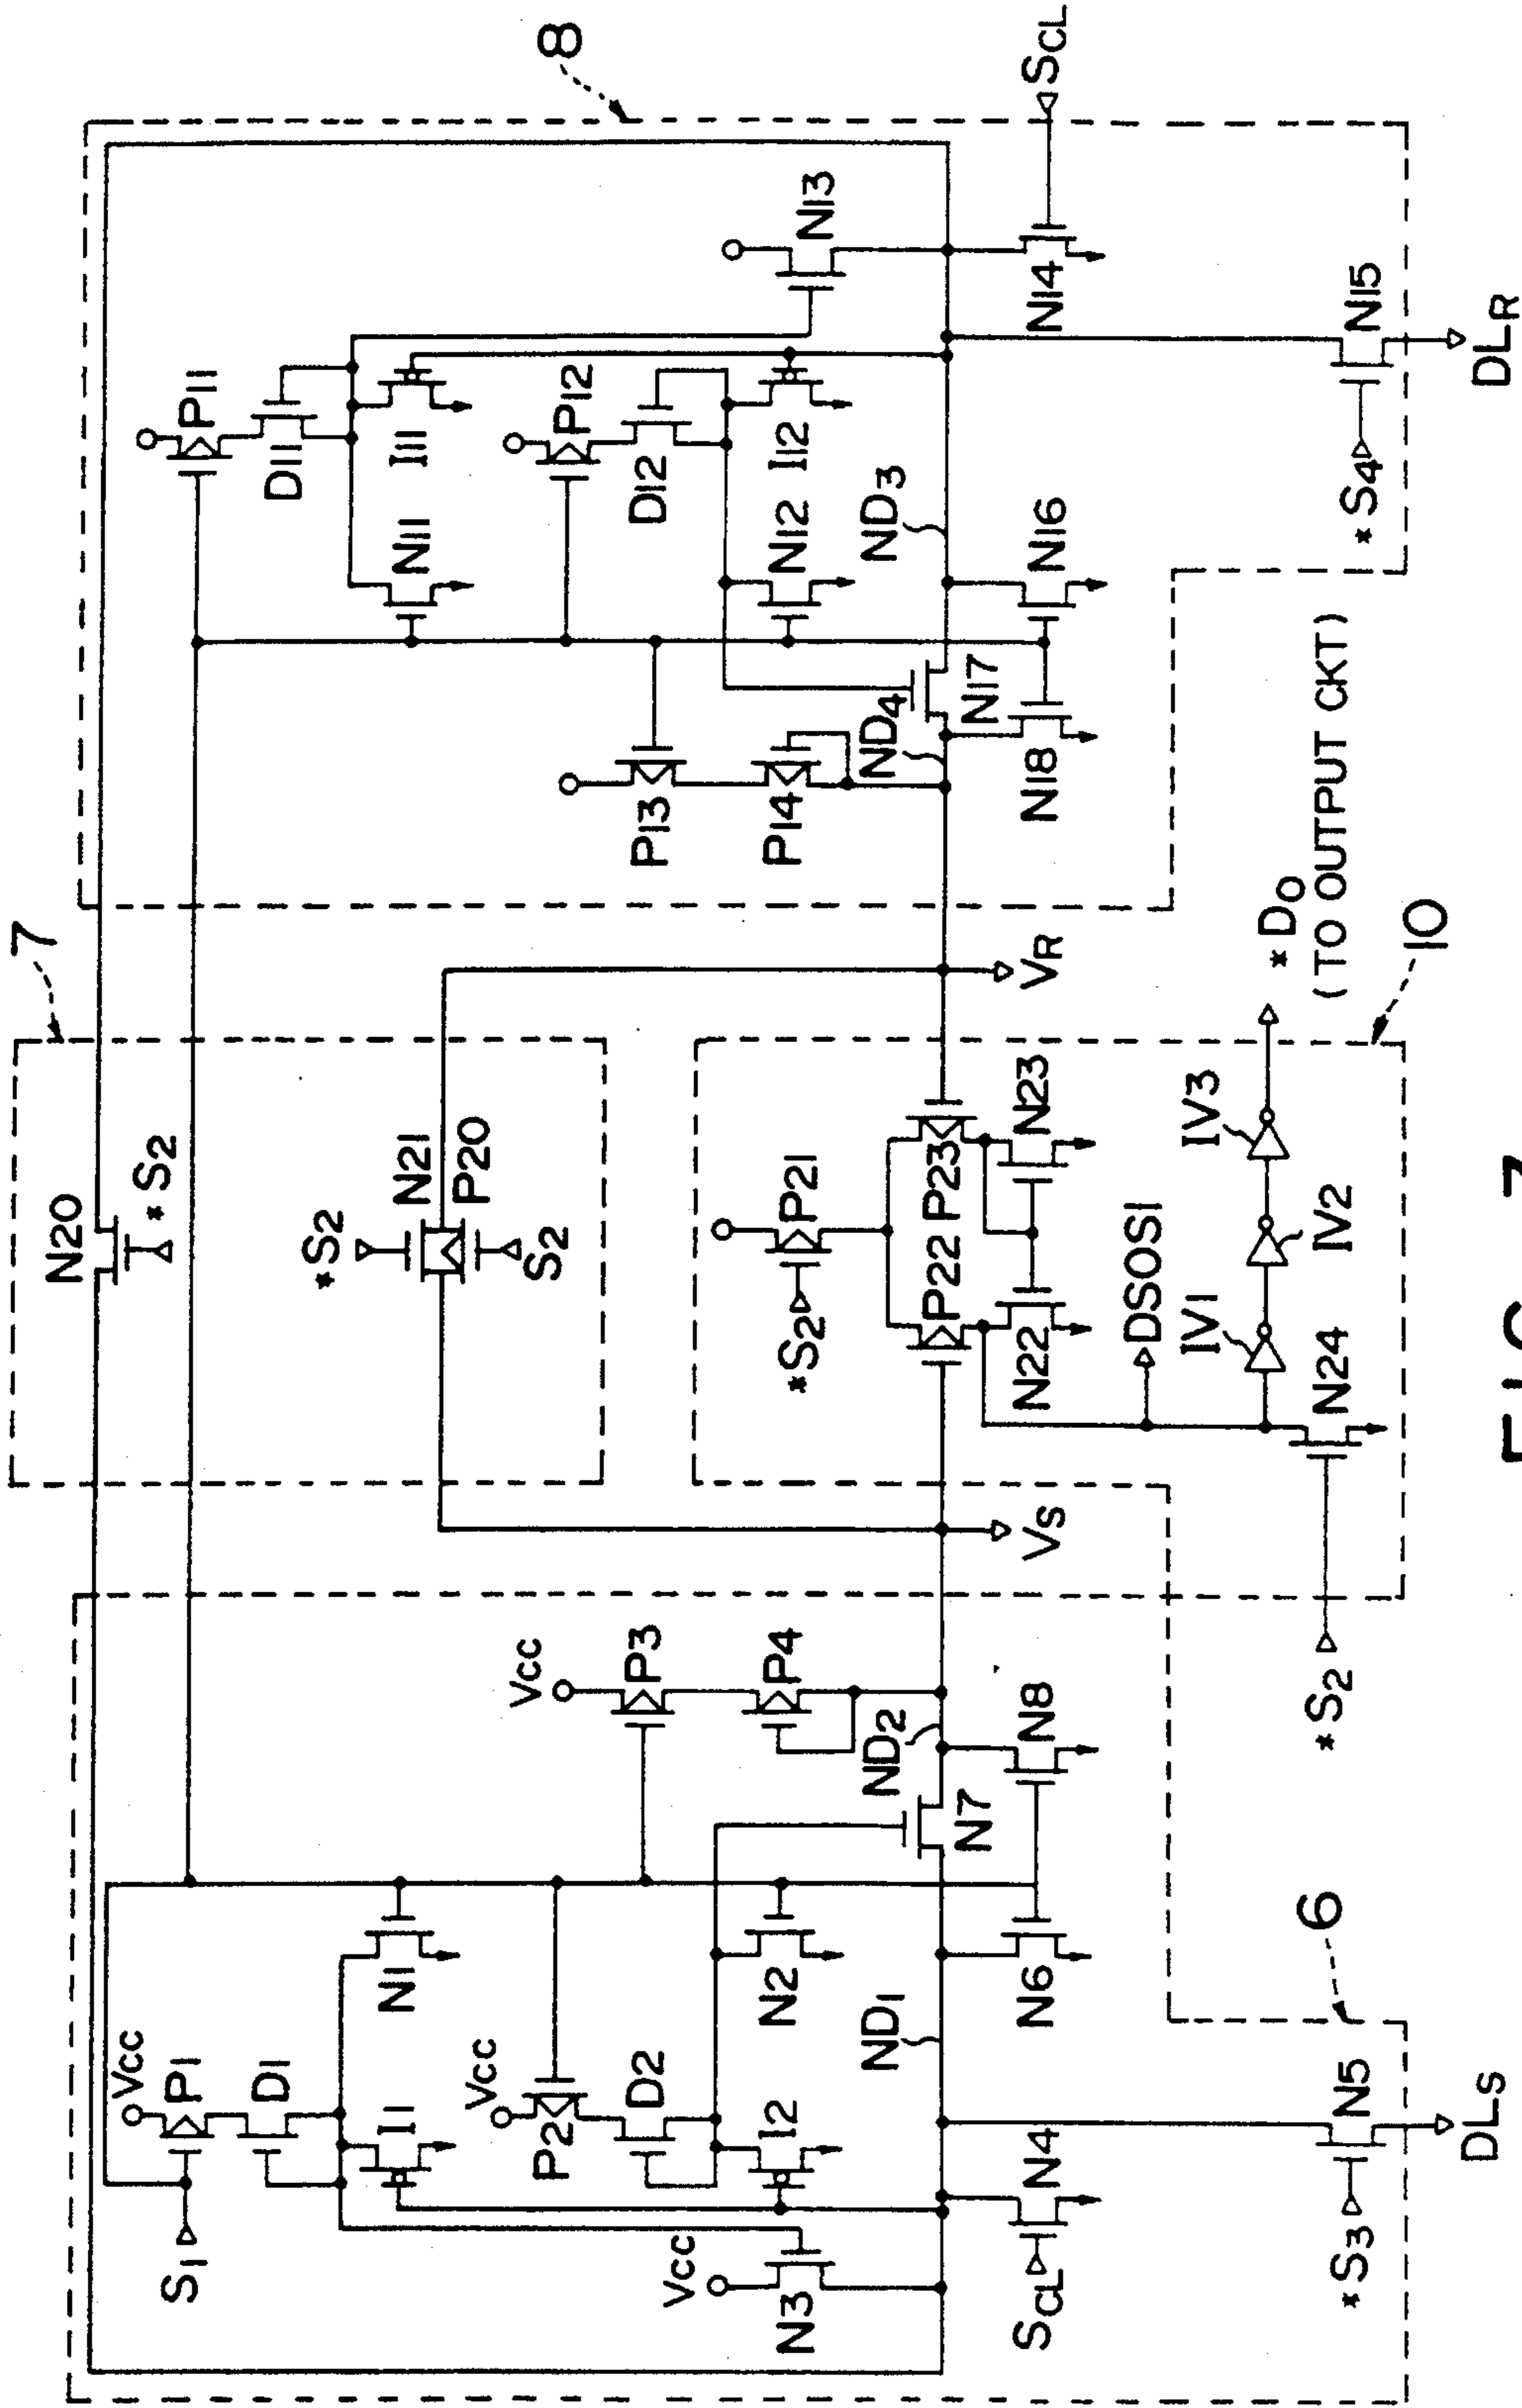 7
8
N20
*S2
*S2
N21
P20
S2
Vcc
P1
S1
D1
N1
I1
Vcc
P2
D2
N2
I2
Vcc
N3
Vcc
P3
P4
ND2
N7
N8
ND1
N6
N4
SCL
*S3
N5
DLS
6
VS
VR
*S2
P21
P22
P23
N22
N23
DSOSI
IV1
IV2
IV3
N24
*S2
*D0
(TO OUTPUT CKT)
10
P11
D11
N11
I11
P12
D12
N12
I12
N13
P13
P14
ND4
N17
ND3
N18
N16
N14
SCL
*S4
N15
DLR